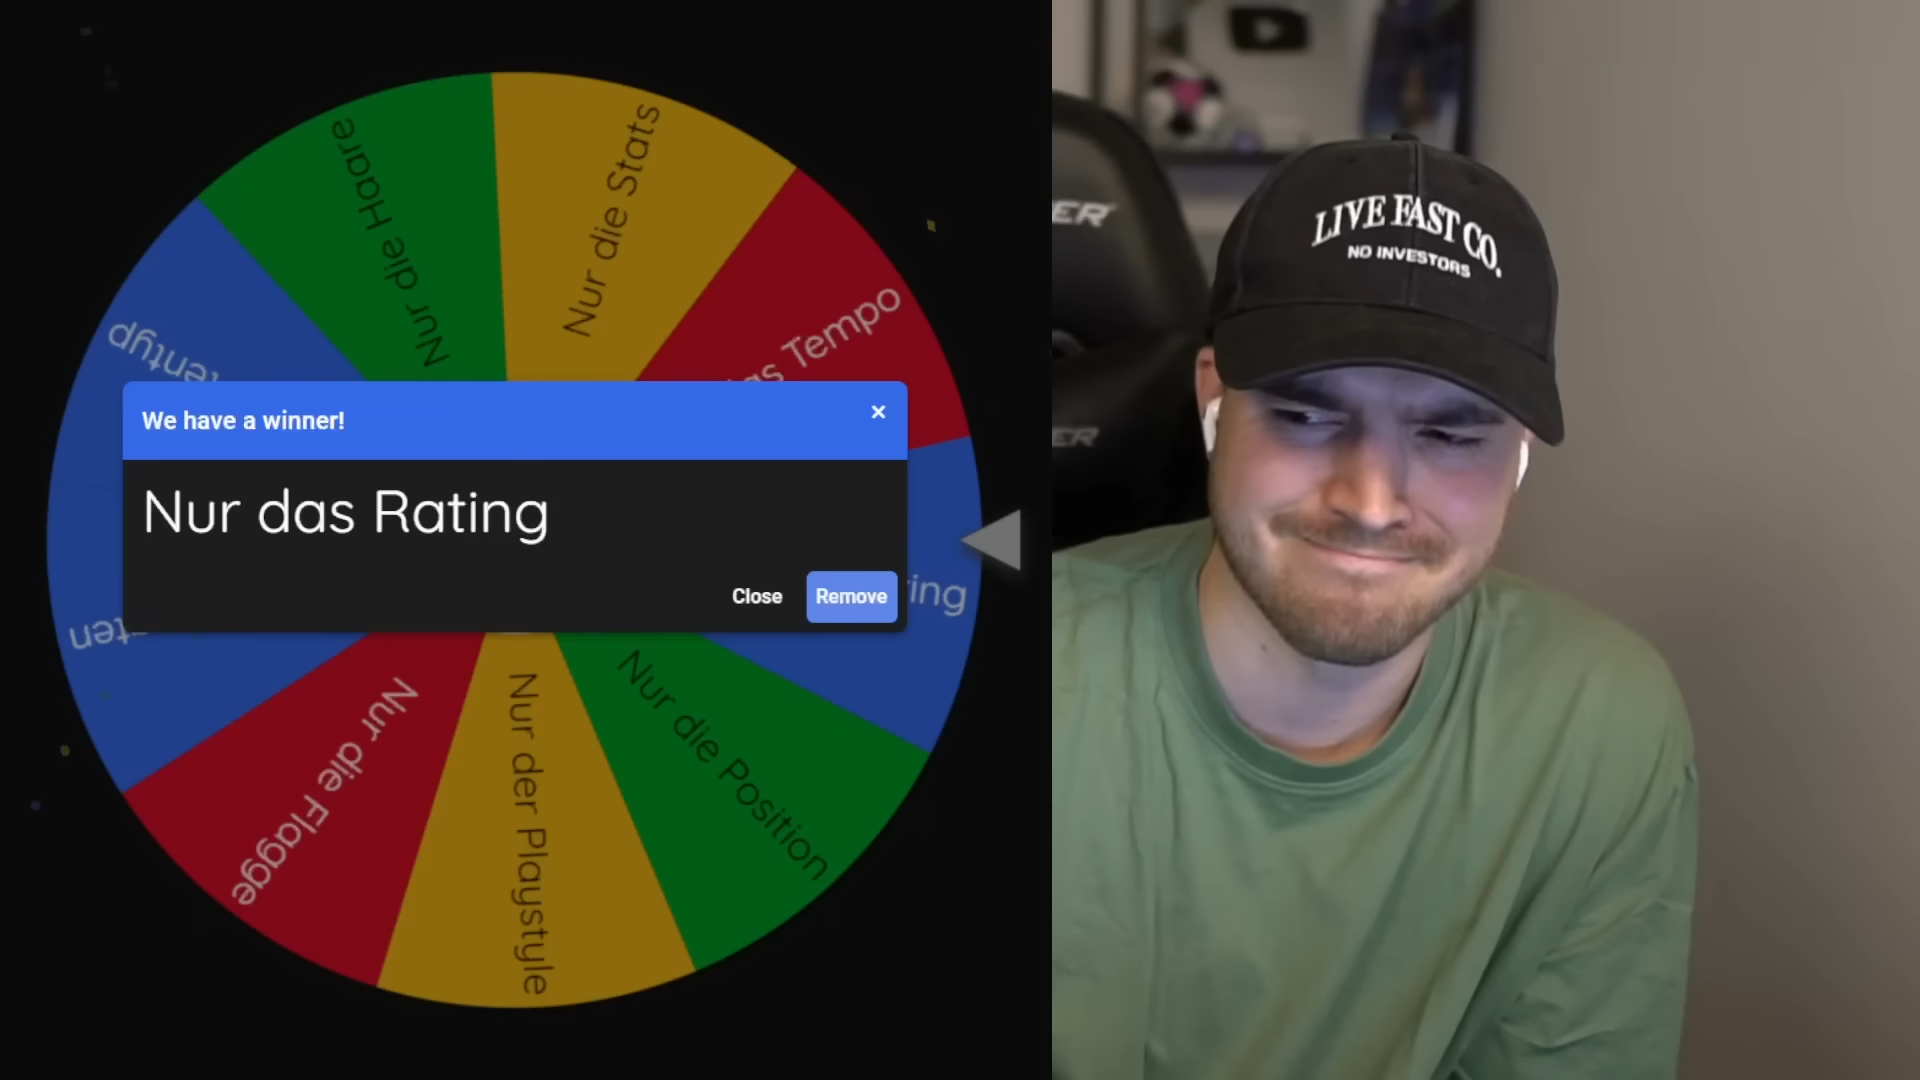 Nur die Haare
Nur die Stats
as Tempo
We have a winner!
Nur das Rating
Close
Remove
Nur die Position
Nur der Playstyle
Nur die Flagge
LIVE FAST CO.
NO INVESTORS